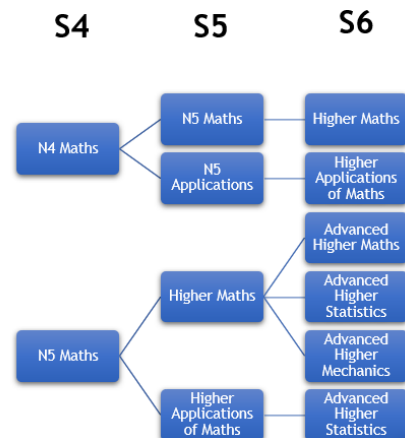 S4 S5 S6
N4 Maths
N5 Maths
Higher Maths
N5
Applications
Higher
Applications
of Maths
N5 Maths
Higher Maths
Advanced
Higher Maths
Advanced
Higher
Statistics
Advanced
Higher
Mechanics
Higher
Applications
of Maths
Advanced
Higher
Statistics